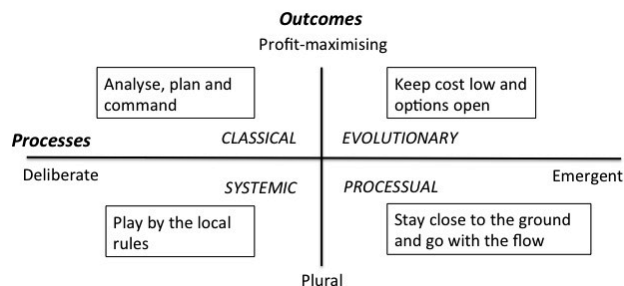 Outcomes
Profit-maximising
Analyse, plan and
command
Keep cost low and
options open
Processes
CLASSICAL
EVOLUTIONARY
Deliberate
SYSTEMIC
PROCESSUAL
Emergent
Play by the local
rules
Stay close to the ground
and go with the flow
Plural